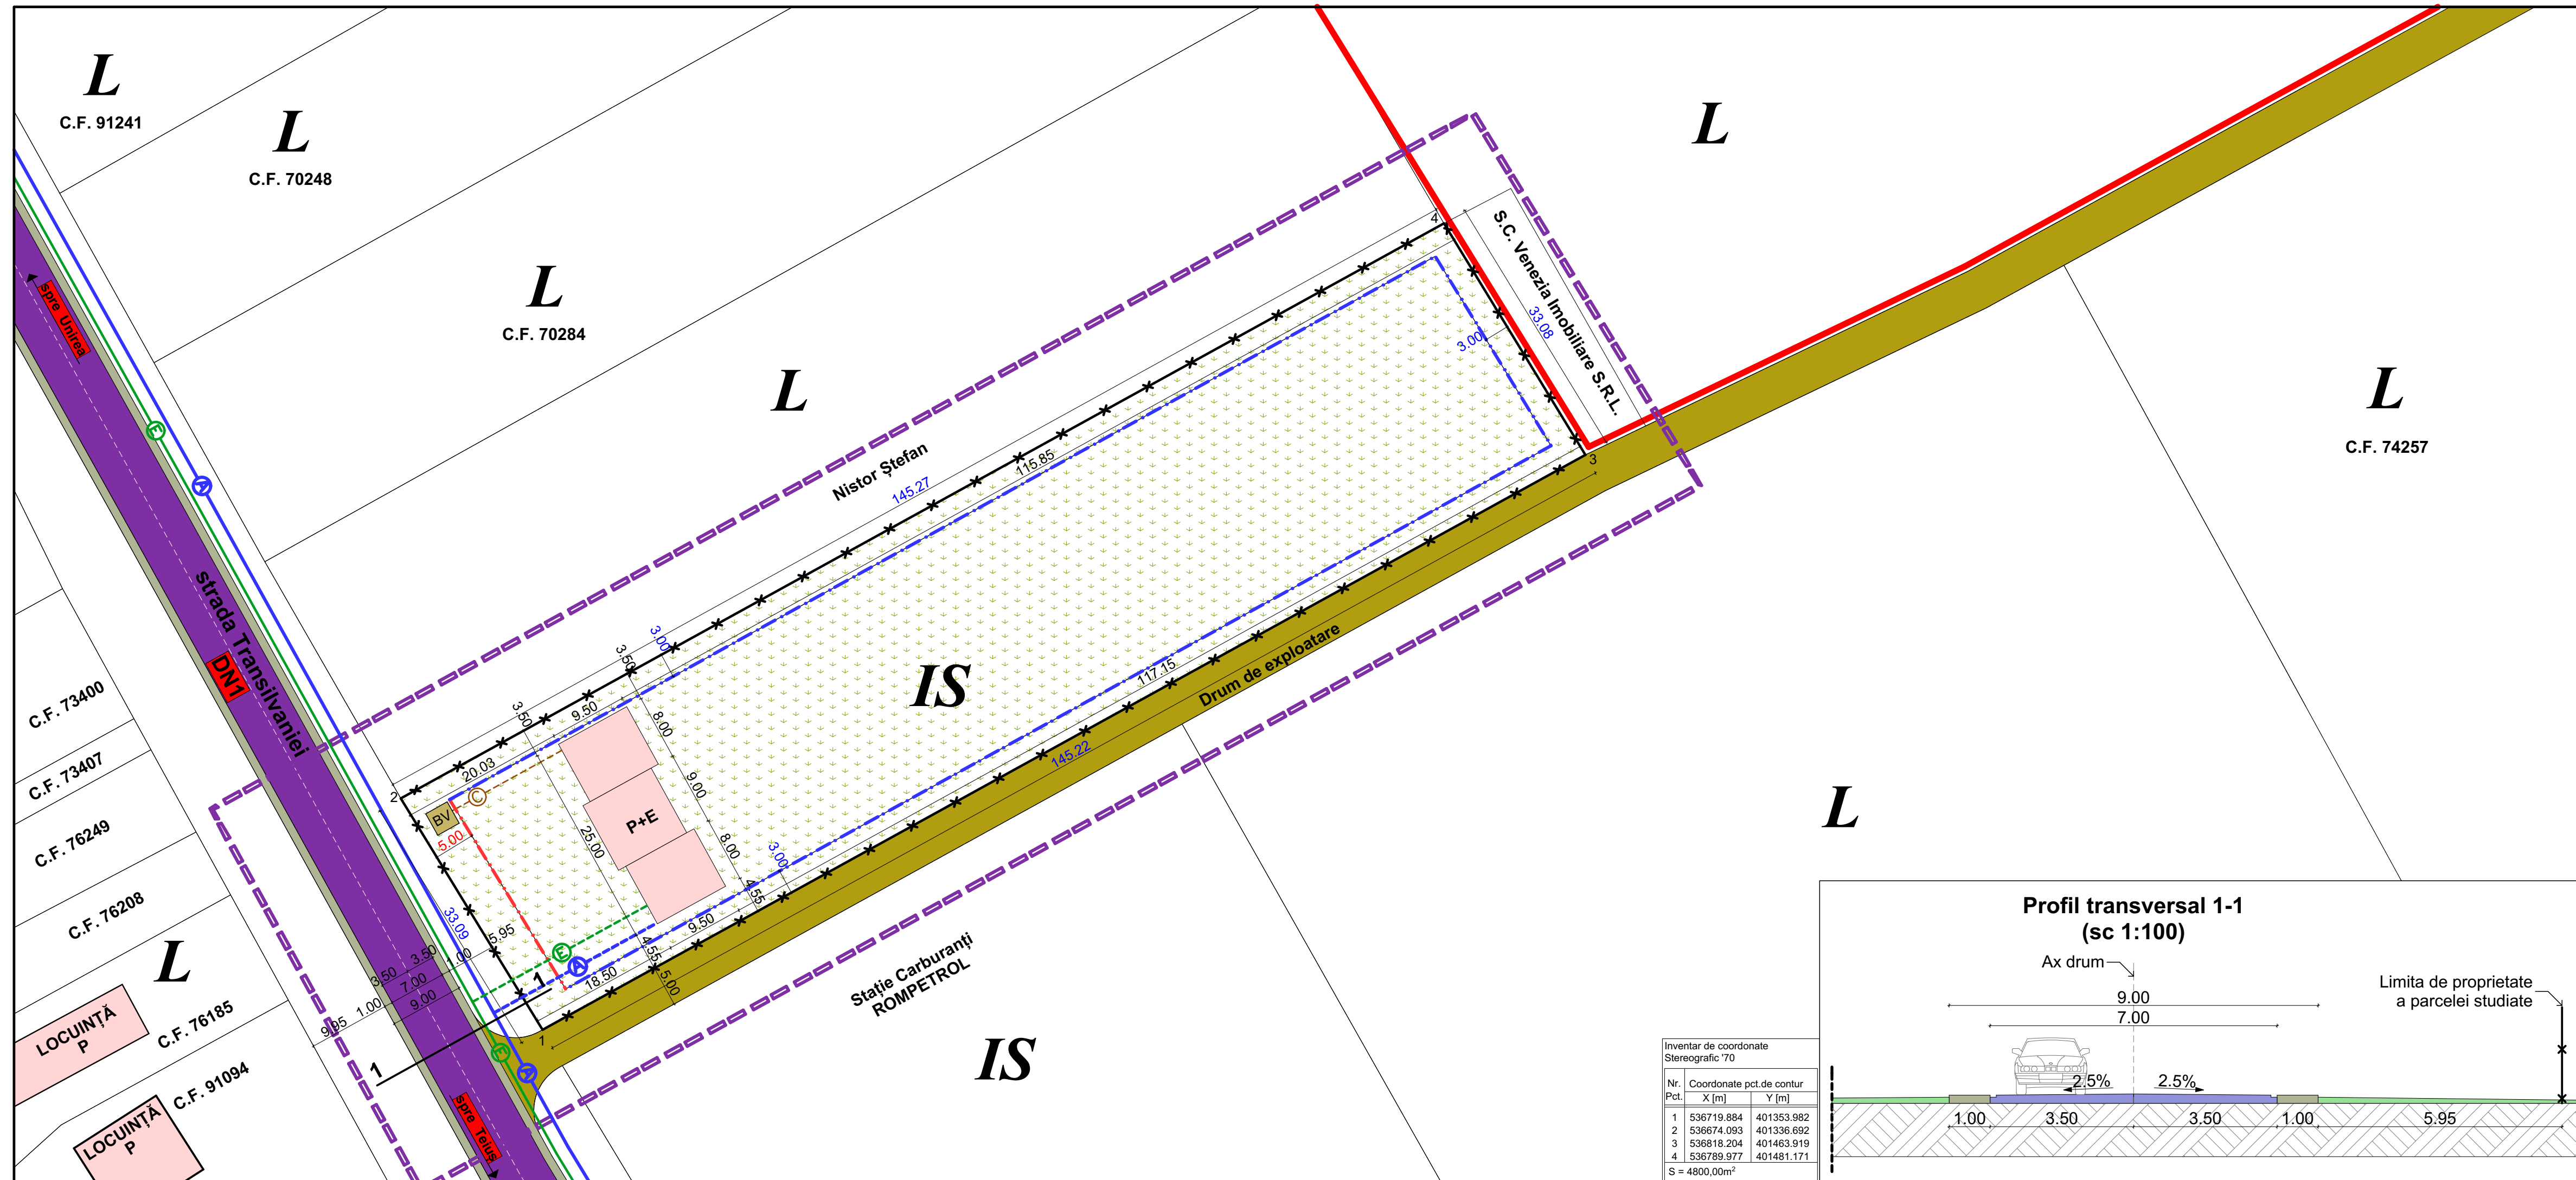 L
C.F. 91241
L
C.F. 70248
L
C.F. 70284
L
L
L
C.F. 74257
L
spre Unirea
E
A
strada Transilvaniei
DN1
C.F. 73400
C.F. 73407
C.F. 76249
C.F. 76208
L
C.F. 76185
C.F. 91094
LOCUINȚĂ
P
LOCUINȚĂ
P
Nistor Ștefan
145.27
115.85
4
S.C. Venezia Imobiliare S.R.L.
33.08
3.00
3
3.00
3.50
3.50
9.50
20.03
2
BV
C
5.00
8.00
9.00
8.00
25.00
P+E
IS
3.00
4.55
9.50
4.55
5.00
18.50
117.15
145.22
Drum de exploatare
33.09
5.95
E
A
1
1
3.50
3.50
1.00
7.00
1.00
9.00
9.95
1
E
A
spre Teiuș
Stație Carburanți
ROMPETROL
IS
Inventar de coordonate
Stereografic '70
Nr.
Pct.
Coordonate pct.de contur
X [m] Y [m]
1 536719.884 401353.982
2 536674.093 401336.692
3 536818.204 401463.919
4 536789.977 401481.171
S = 4800,00m²
Profil transversal 1-1
(sc 1:100)
Ax drum
Limita de proprietate
a parcelei studiate
9.00
7.00
2.5% 2.5%
1.00 3.50 3.50 1.00 5.95